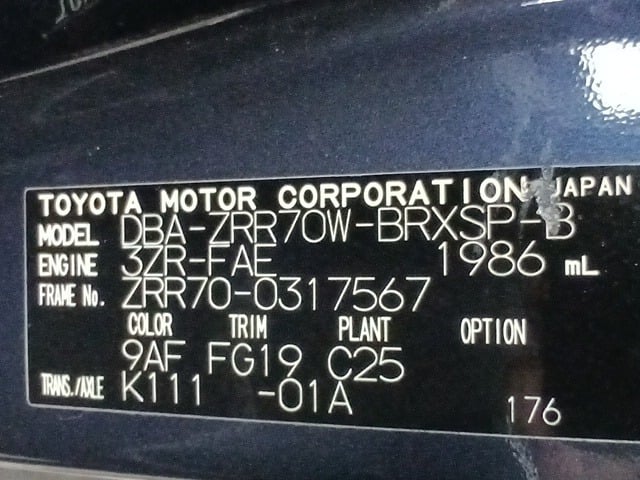 TOYOTA MOTOR CORPORATION JAPAN
MODEL DBA-ZRR70W-BRXSP-B
ENGINE 3ZR-FAE 1986 mL
FRAME No. ZRR70-0317567
COLOR TRIM PLANT OPTION
9AF FG19 C25
TRANS./AXLE K111 -01A
176